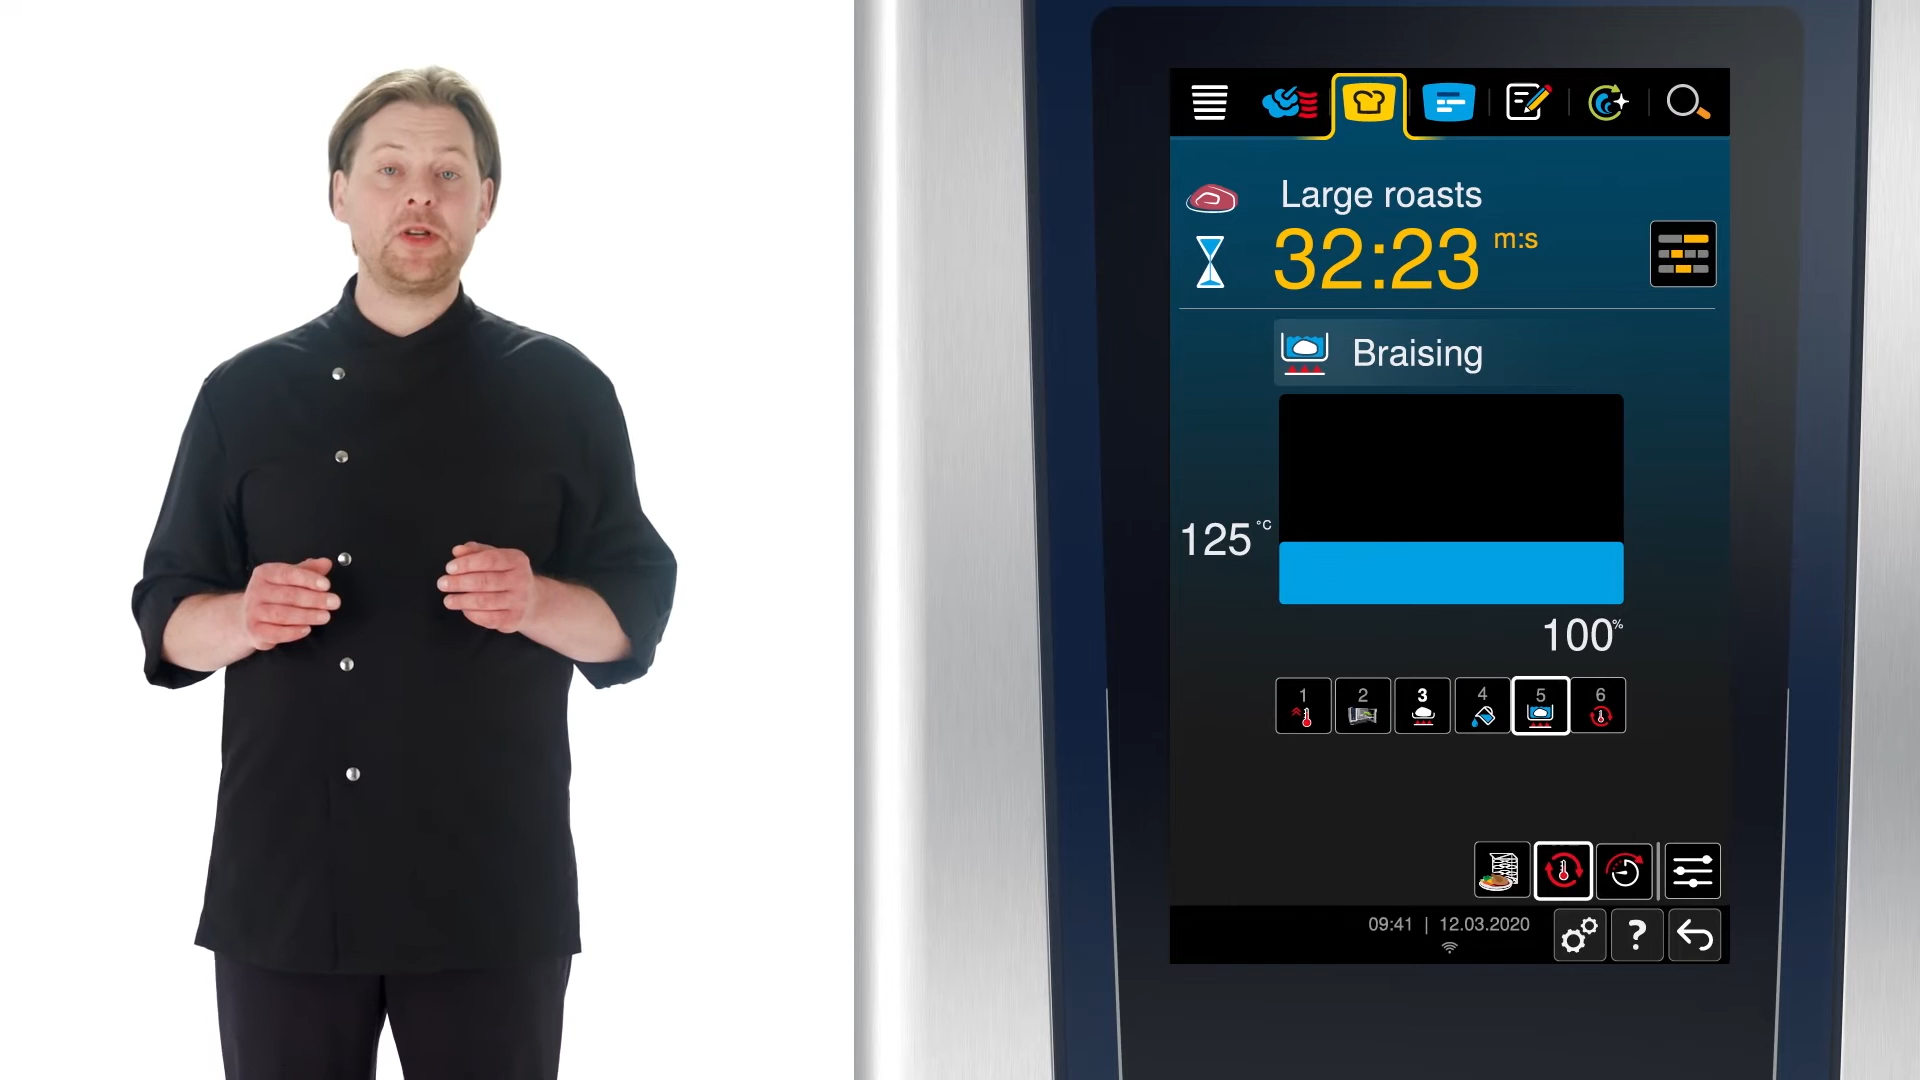 Large roasts
32:23 m:s
Braising
125 °C
100%
1 2 3 4 5 6
09:41 | 12.03.2020
?